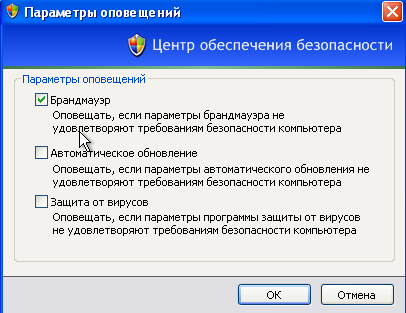 Параметры оповещений
Центр обеспечения безопасности
Параметры оповещений
Брандмауэр
Оповещать, если параметры брандмауэра не
удовлетворяют требованиям безопасности компьютера
Автоматическое обновление
Оповещать, если параметры автоматического обновления не
удовлетворяют требованиям безопасности компьютера
Защита от вирусов
Оповещать, если параметры программы защиты от вирусов
не удовлетворяют требованиям безопасности компьютера
ОК
Отмена